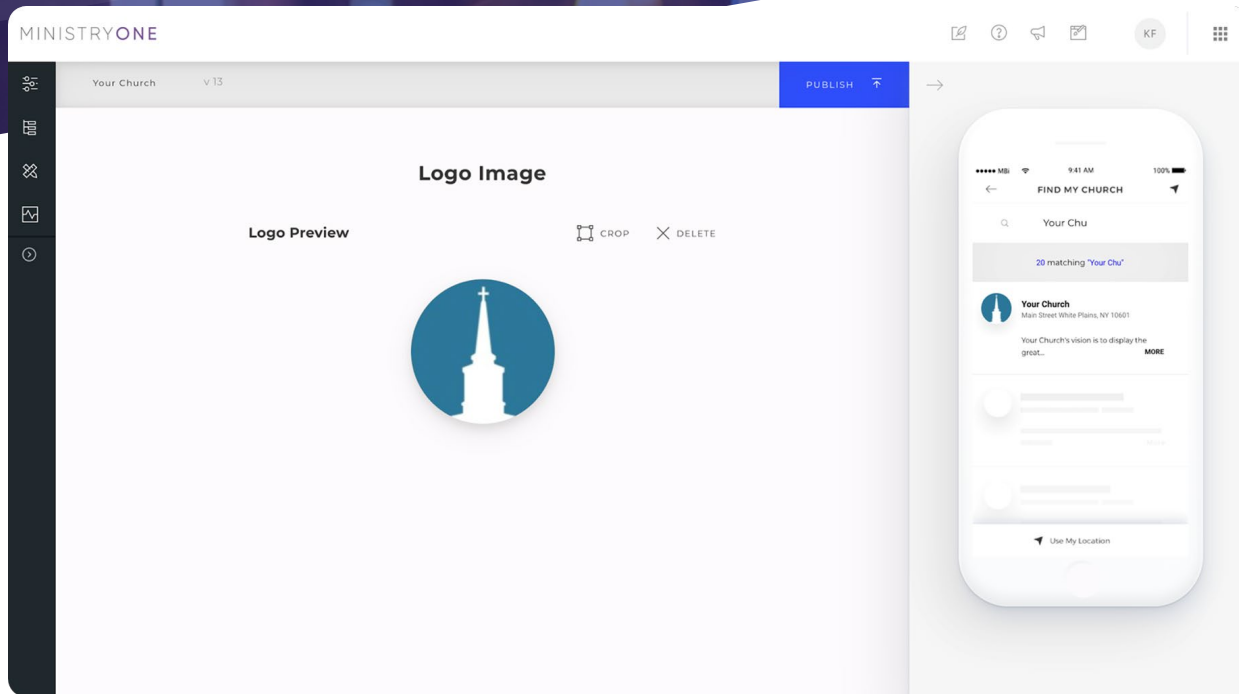 MINISTRYONE
KF
Your Church v 13
PUBLISH
Logo Image
Logo Preview
CROP
DELETE
MBi 9:41 AM 100%
FIND MY CHURCH
Your Chu
20 matching "Your Chu"
Your Church
Main Street White Plains, NY 10601
Your Church's vision is to display the
great... MORE
More
Use My Location